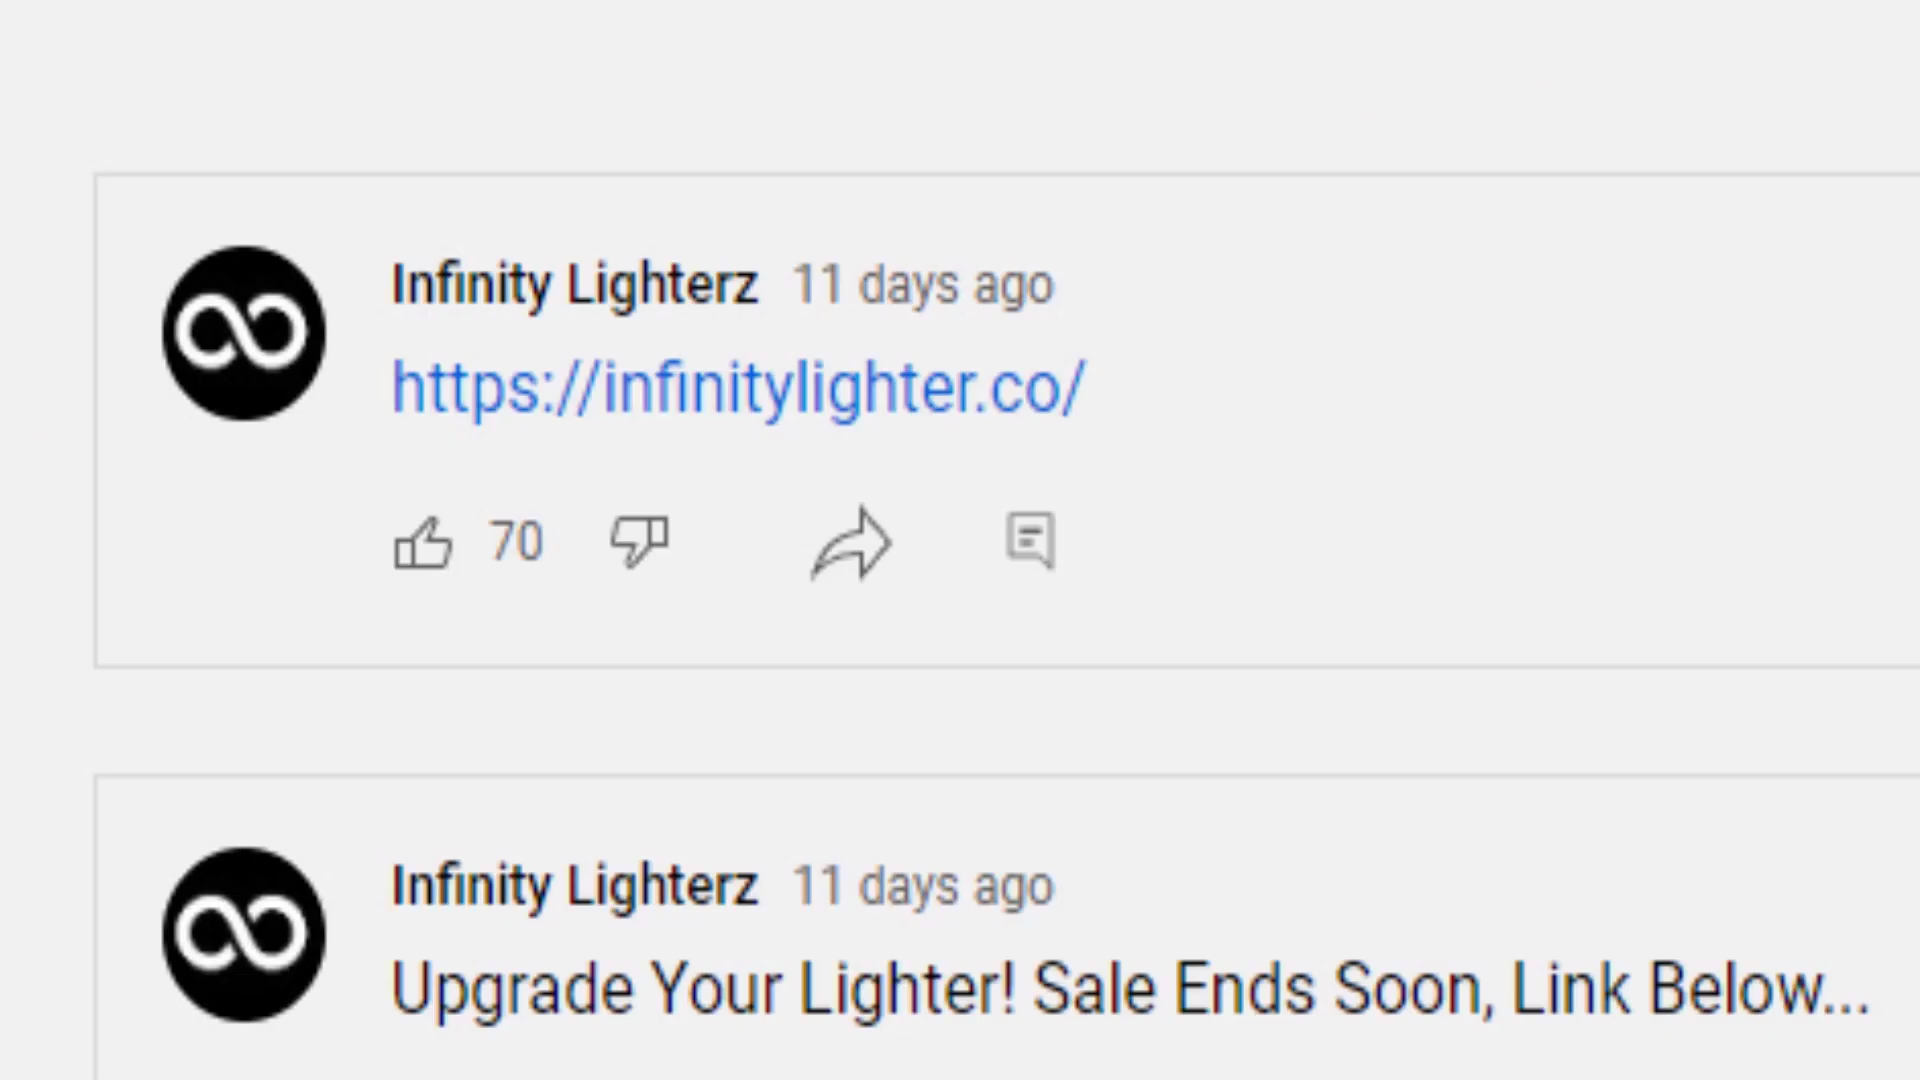 Infinity Lighterz 11 days ago
https://infinitylighter.co/
70
Infinity Lighterz 11 days ago
Upgrade Your Lighter! Sale Ends Soon, Link Below...